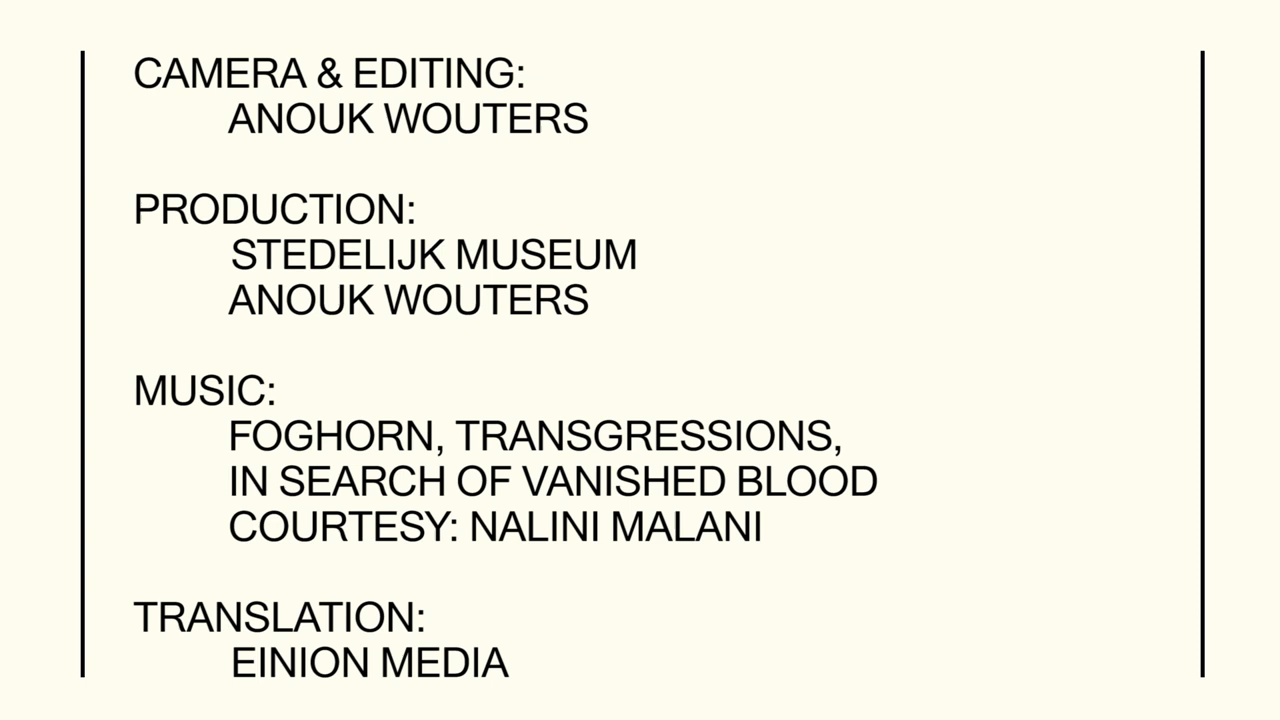 CAMERA & EDITING:
ANOUK WOUTERS
PRODUCTION:
STEDELIJK MUSEUM
ANOUK WOUTERS
MUSIC:
FOGHORN, TRANSGRESSIONS,
IN SEARCH OF VANISHED BLOOD
COURTESY: NALINI MALANI
TRANSLATION:
EINION MEDIA